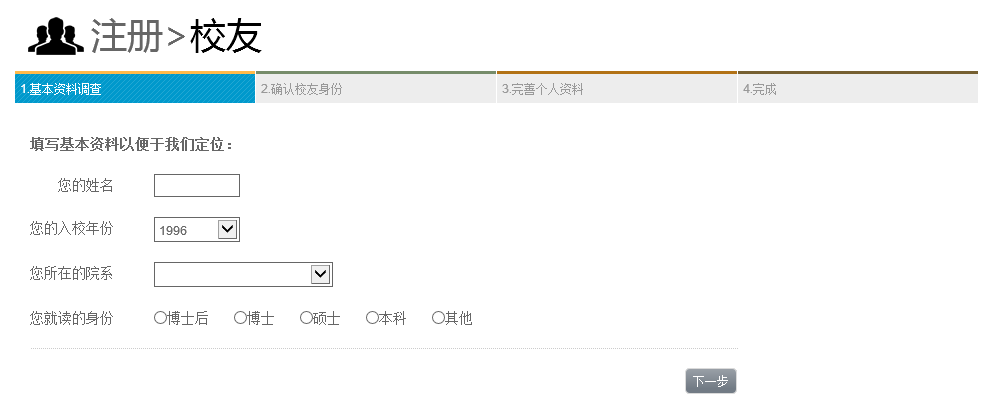 注册>校友
1.基本资料调查 2.确认校友身份 3.完善个人资料 4.完成
填写基本资料以便于我们定位：
您的姓名
您的入校年份 1996
您所在的院系
您就读的身份 博士后 博士 硕士 本科 其他
下一步